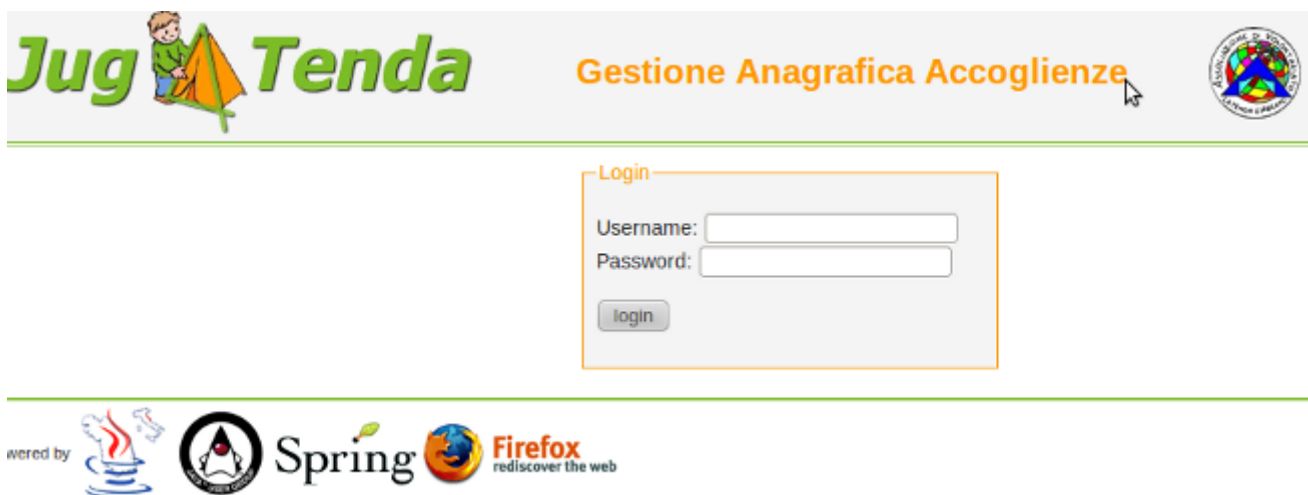 Jug Tenda
Gestione Anagrafica Accoglienze
Login
Username:
Password:
login
wered by
Spring
Firefox
rediscover the web